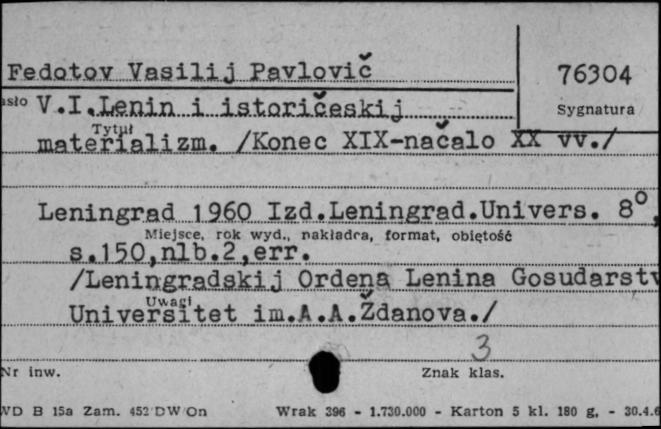 Fedotov Vasilij Pavlovič
76304
asło V.I.Lenin i istoričeskij
Sygnatura
Tytuł
materializm. /Konec XIX-načalo XX vv./
Leningrad 1960 Izd.Leningrad.Univers. 8°,
Miejsce, rok wyd., nakładca, format, objętość
s.150,nlb.2,err.
/Leningradskij Ordena Lenina Gosudarstv
Uwagi
Universitet im.A.A.Ždanova./
3
Nr inw.
Znak klas.
WD B 15a Zam. 452 DW On Wrak 396 - 1.730.000 - Karton 5 kl. 180 g. - 30.4.6